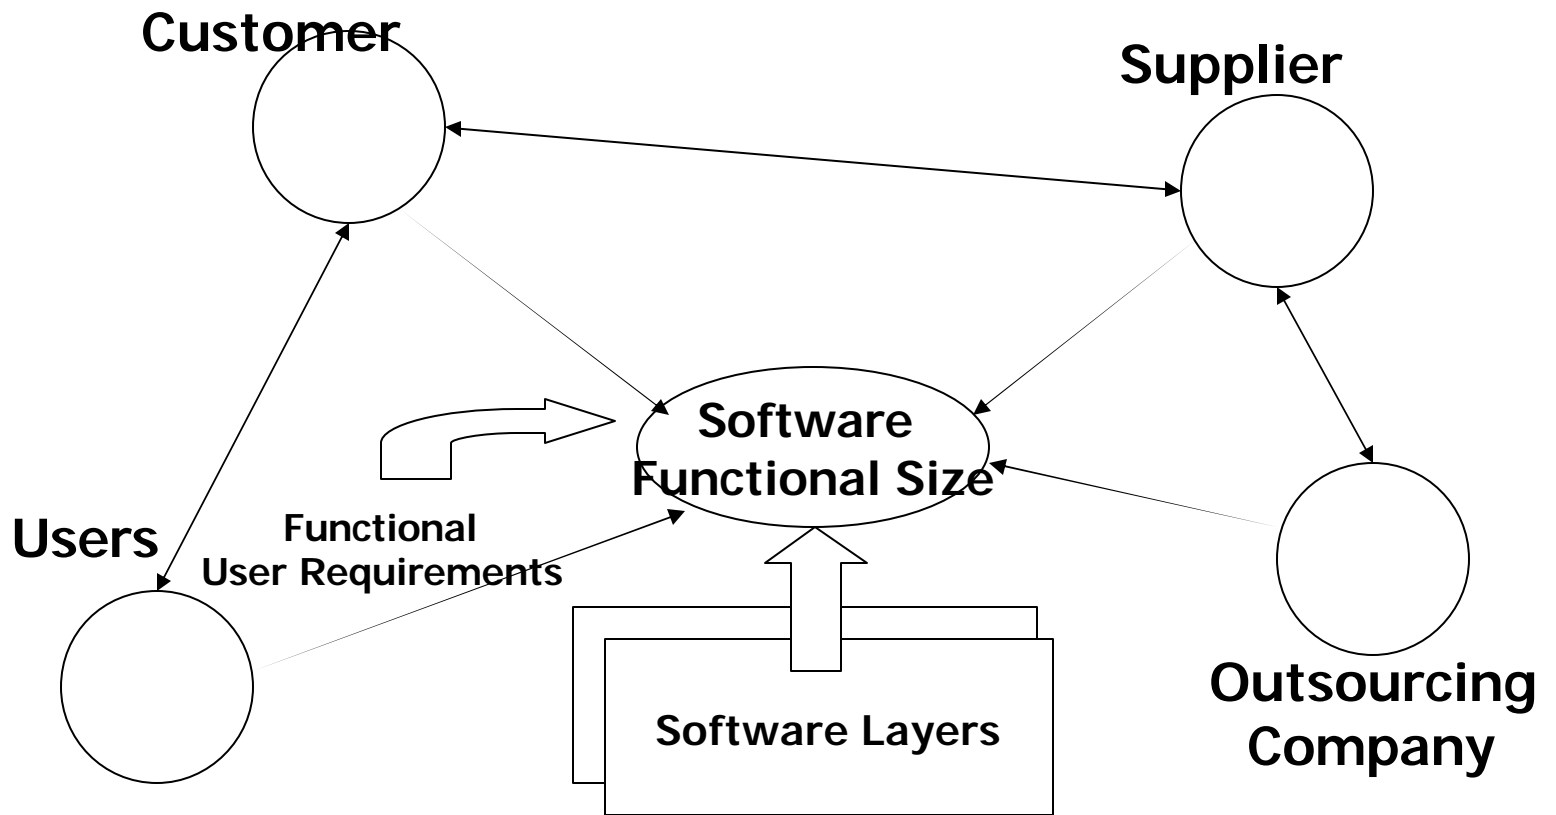 Customer
Supplier
Software
Functional Size
Users
Functional
User Requirements
Outsourcing
Company
Software Layers